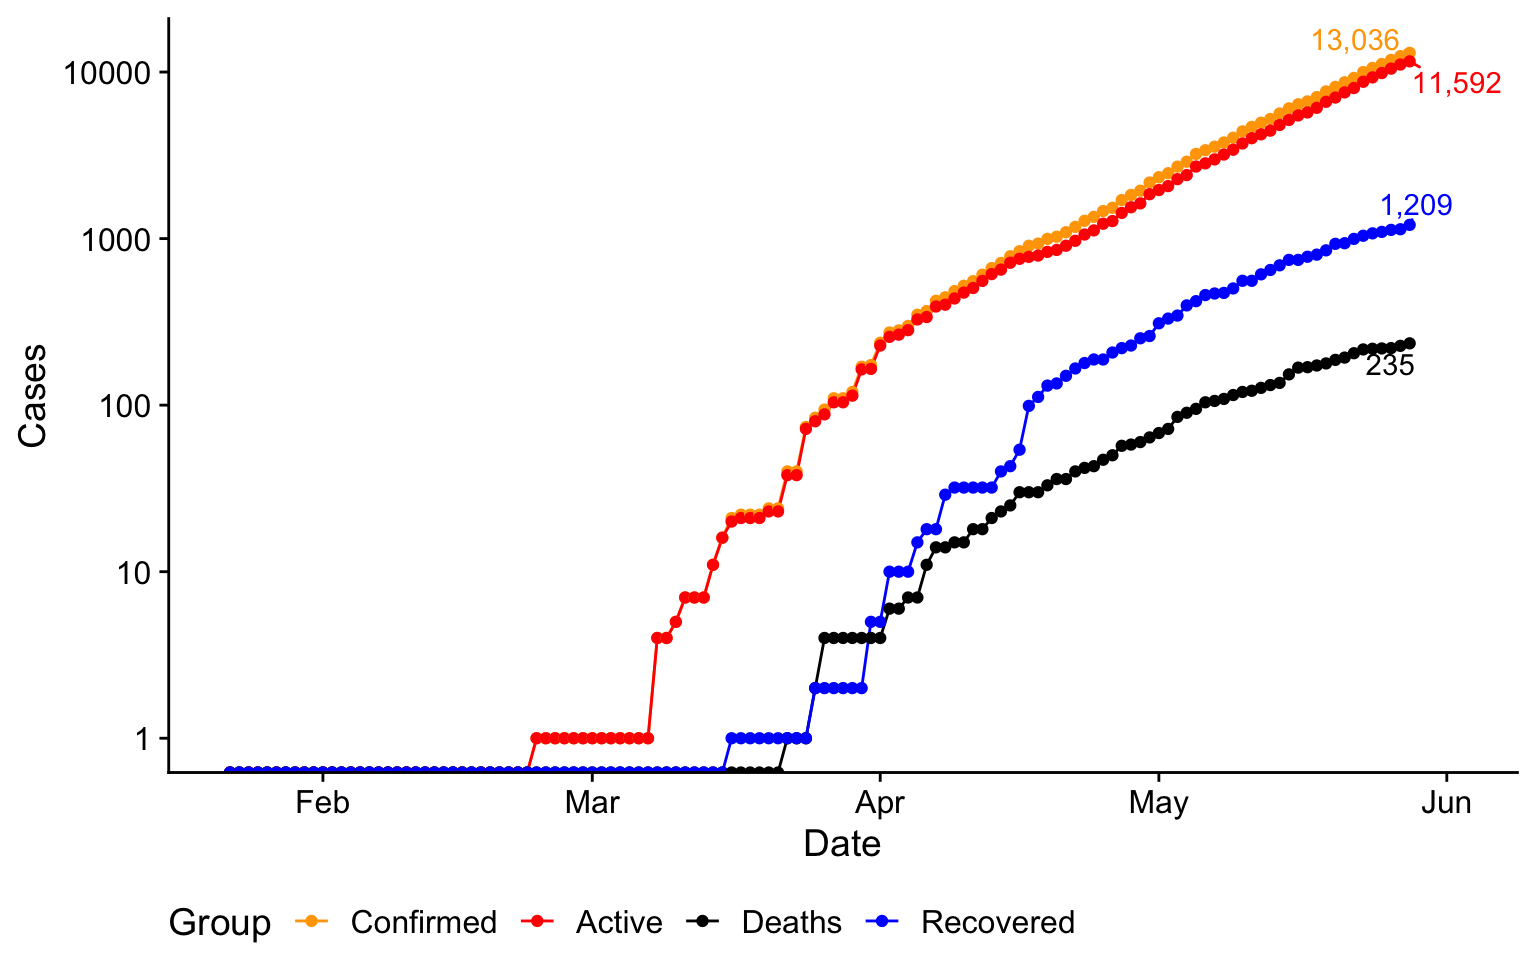 13,036
10000
11,592
1,209
1000
235
100
10
1
Cases
Feb Mar Apr May Jun
Date
Group Confirmed Active Deaths Recovered